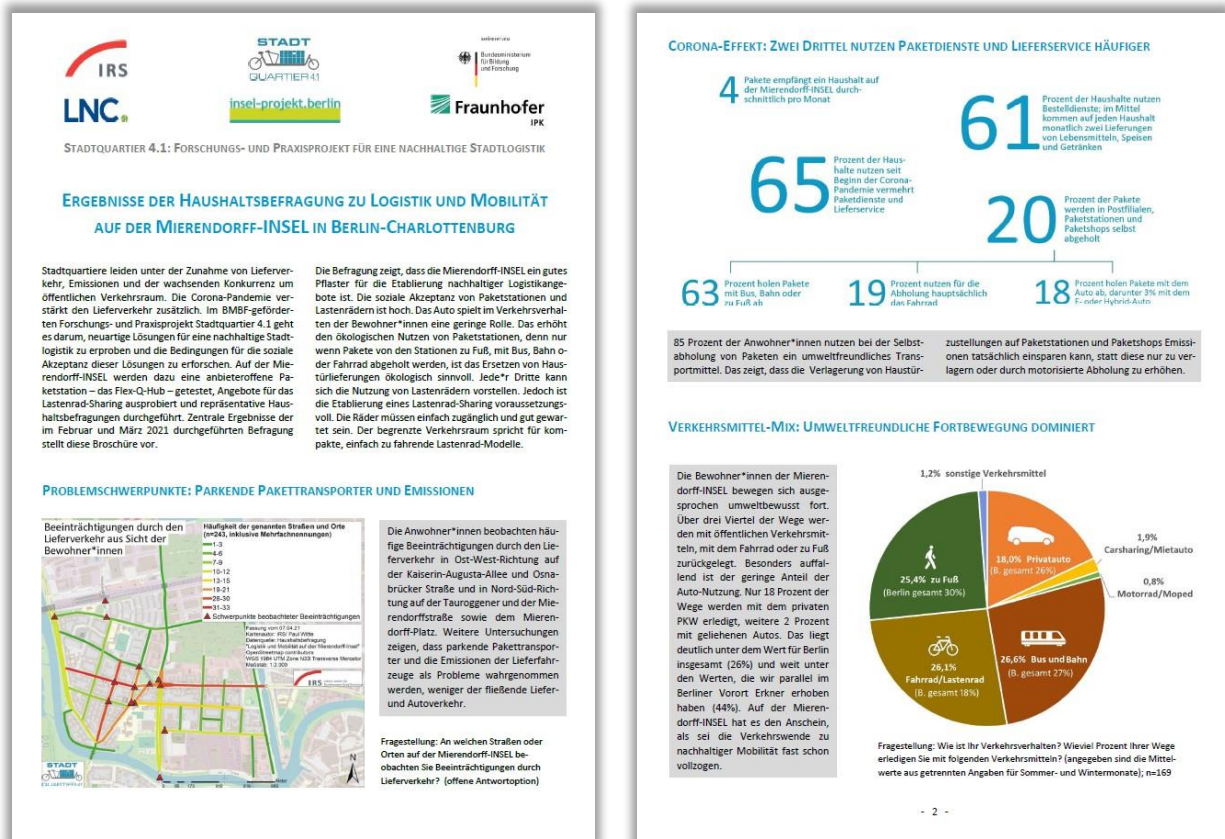 IRS
STADT
QUARTIER 4.1
Bundesministerium
für Bildung
und Forschung
LNC
insel-projekt.berlin
Fraunhofer
IPK
STADTQUARTIER 4.1: FORSCHUNGS- UND PRAXISPROJEKT FÜR EINE NACHHALTIGE STADTLOGISTIK
ERGEBNISSE DER HAUSHALTSBEFRAGUNG ZU LOGISTIK UND MOBILITÄT
AUF DER MIERENDORFF-INSEL IN BERLIN-CHARLOTTENBURG
Stadtquartiere leiden unter der Zunahme von Lieferver-
kehr, Emissionen und der wachsenden Konkurrenz um
öffentlichen Verkehrsraum. Die Corona-Pandemie ver-
stärkt den Lieferverkehr zusätzlich. Im BMBF-geförder-
ten Forschungs- und Praxisprojekt Stadtquartier 4.1 geht
es darum, neuartige Lösungen für eine nachhaltige Stadt-
logistik zu erproben und die Bedingungen für die soziale
Akzeptanz dieser Lösungen zu erforschen. Auf der Mie-
rendorff-INSEL werden dazu eine anbieteroffene Pa-
ketstation – das Flex-Q-Hub – getestet, Angebote für das
Lastenrad-Sharing ausprobiert und repräsentative Haus-
haltsbefragungen durchgeführt. Zentrale Ergebnisse der
im Februar und März 2021 durchgeführten Befragung
stellt diese Broschüre vor.
Die Befragung zeigt, dass die Mierendorff-INSEL ein gutes
Pflaster für die Etablierung nachhaltiger Logistikange-
bote ist. Die soziale Akzeptanz von Paketstationen und
Lastenrädern ist hoch. Das Auto spielt im Verkehrsverhal-
ten der Bewohner*innen eine geringe Rolle. Das erhöht
den ökologischen Nutzen von Paketstationen, denn nur
wenn Pakete von den Stationen zu Fuß, mit Bus, Bahn o-
der Fahrrad abgeholt werden, ist das Ersetzen von Haus-
türlieferungen ökologisch sinnvoll. Jede*r Dritte kann
sich die Nutzung von Lastenrädern vorstellen. Jedoch ist
die Etablierung eines Lastenrad-Sharing voraussetzungs-
voll. Die Räder müssen einfach zugänglich und gut gewar-
tet sein. Der begrenzte Verkehrsraum spricht für kom-
pakte, einfach zu fahrende Lastenrad-Modelle.
PROBLEMSCHWERPUNKTE: PARKENDE PAKETTRANSPORTER UND EMISSIONEN
Beeinträchtigungen durch den
Lieferverkehr aus Sicht der
Bewohner*innen
Häufigkeit der genannten Straßen und Orte
(n=243, inklusive Mehrfachnennungen)
1-3
4-6
7-9
10-12
13-15
18-21
28-30
31-33
Schwerpunkte beobachteter Beeinträchtigungen
Fassung vom 07.04.21
Kartenautor: IRS/ Paul Witte
Datenquelle: Haushaltsbefragung
"Logistik und Mobilität auf der Mierendorff-Insel"
OpenStreetmap contributors
WGS 1984 UTM Zone N33 Transverse Mercator
IRS
STADT
QUARTIER 4.1
N
Die Anwohner*innen beobachten häu-
fige Beeinträchtigungen durch den Lie-
ferverkehr in Ost-West-Richtung auf
der Kaiserin-Augusta-Allee und Osna-
brücker Straße und in Nord-Süd-Rich-
tung auf der Tauroggener und der Mie-
rendorffstraße sowie dem Mieren-
dorff-Platz. Weitere Untersuchungen
zeigen, dass parkende Pakettranspor-
ter und die Emissionen der Lieferfahr-
zeuge als Probleme wahrgenommen
werden, weniger der fließende Liefer-
und Autoverkehr.
Fragestellung: An welchen Straßen oder
Orten auf der Mierendorff-INSEL be-
obachten Sie Beeinträchtigungen durch
Lieferverkehr? (offene Antwortoption)
CORONA-EFFEKT: ZWEI DRITTEL NUTZEN PAKETDIENSTE UND LIEFERSERVICE HÄUFIGER
4
Pakete empfängt ein Haushalt auf
der Mierendorff-INSEL durch-
schnittlich pro Monat
61
Prozent der Haushalte nutzen
Bestelldienste; im Mittel
kommen auf jeden Haushalt
monatlich zwei Lieferungen
von Lebensmitteln, Speisen
und Getränken
65
Prozent der Haus-
halte nutzen seit
Beginn der Corona-
Pandemie vermehrt
Paketdienste und
Lieferservice
20
Prozent der Pakete
werden in Postfilialen,
Paketstationen und
Paketshops selbst
abgeholt
63
Prozent holen Pakete
mit Bus, Bahn oder
zu Fuß ab
19
Prozent nutzen für die
Abholung hauptsächlich
das Fahrrad
18
Prozent holen Pakete mit dem
Auto ab, darunter 3% mit dem
E- oder Hybrid-Auto
85 Prozent der Anwohner*innen nutzen bei der Selbst-
abholung von Paketen ein umweltfreundliches Trans-
portmittel. Das zeigt, dass die Verlagerung von Haustür-
zustellungen auf Paketstationen und Paketshops Emissi-
onen tatsächlich einsparen kann, statt diese nur zu ver-
lagern oder durch motorisierte Abholung zu erhöhen.
VERKEHRSMITTEL-MIX: UMWELTFREUNDLICHE FORTBEWEGUNG DOMINIERT
Die Bewohner*innen der Mieren-
dorff-INSEL bewegen sich ausge-
sprochen umweltbewusst fort.
Über drei Viertel der Wege wer-
den mit öffentlichen Verkehrsmit-
teln, mit dem Fahrrad oder zu Fuß
zurückgelegt. Besonders auffal-
lend ist der geringe Anteil der
Auto-Nutzung. Nur 18 Prozent der
Wege werden mit dem privaten
PKW erledigt, weitere 2 Prozent
mit geliehenen Autos. Das liegt
deutlich unter dem Wert für Berlin
insgesamt (26%) und weit unter
den Werten, die wir parallel im
Berliner Vorort Erkner erhoben
haben (44%). Auf der Mieren-
dorff-INSEL hat es den Anschein,
als sei die Verkehrswende zu
nachhaltiger Mobilität fast schon
vollzogen.
1,2% sonstige Verkehrsmittel
18,0% Privatauto
(B. gesamt 26%)
1,9%
Carsharing/Mietauto
0,8%
Motorrad/Moped
25,4% zu Fuß
(Berlin gesamt 30%)
26,1%
Fahrrad/Lastenrad
(B. gesamt 18%)
26,6% Bus und Bahn
(B. gesamt 27%)
Fragestellung: Wie ist Ihr Verkehrsverhalten? Wieviel Prozent Ihrer Wege
erledigen Sie mit folgenden Verkehrsmitteln? (angegeben sind die Mittel-
werte aus getrennten Angaben für Sommer- und Wintermonate); n=169
- 2 -